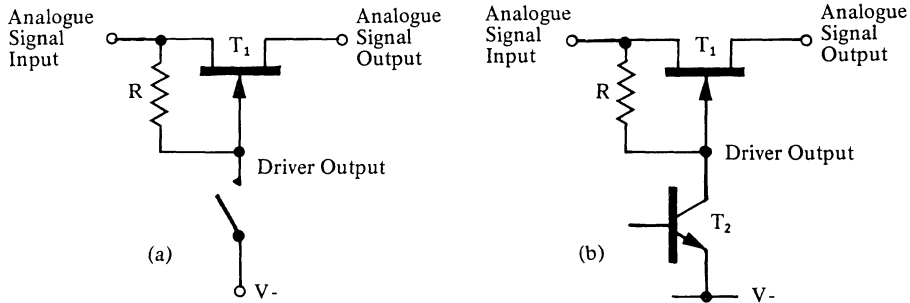 Analogue
Signal
Input
T₁
Analogue
Signal
Output
R
Driver Output
(a)
V-
Analogue
Signal
Input
T₁
Analogue
Signal
Output
R
Driver Output
T₂
(b)
V-